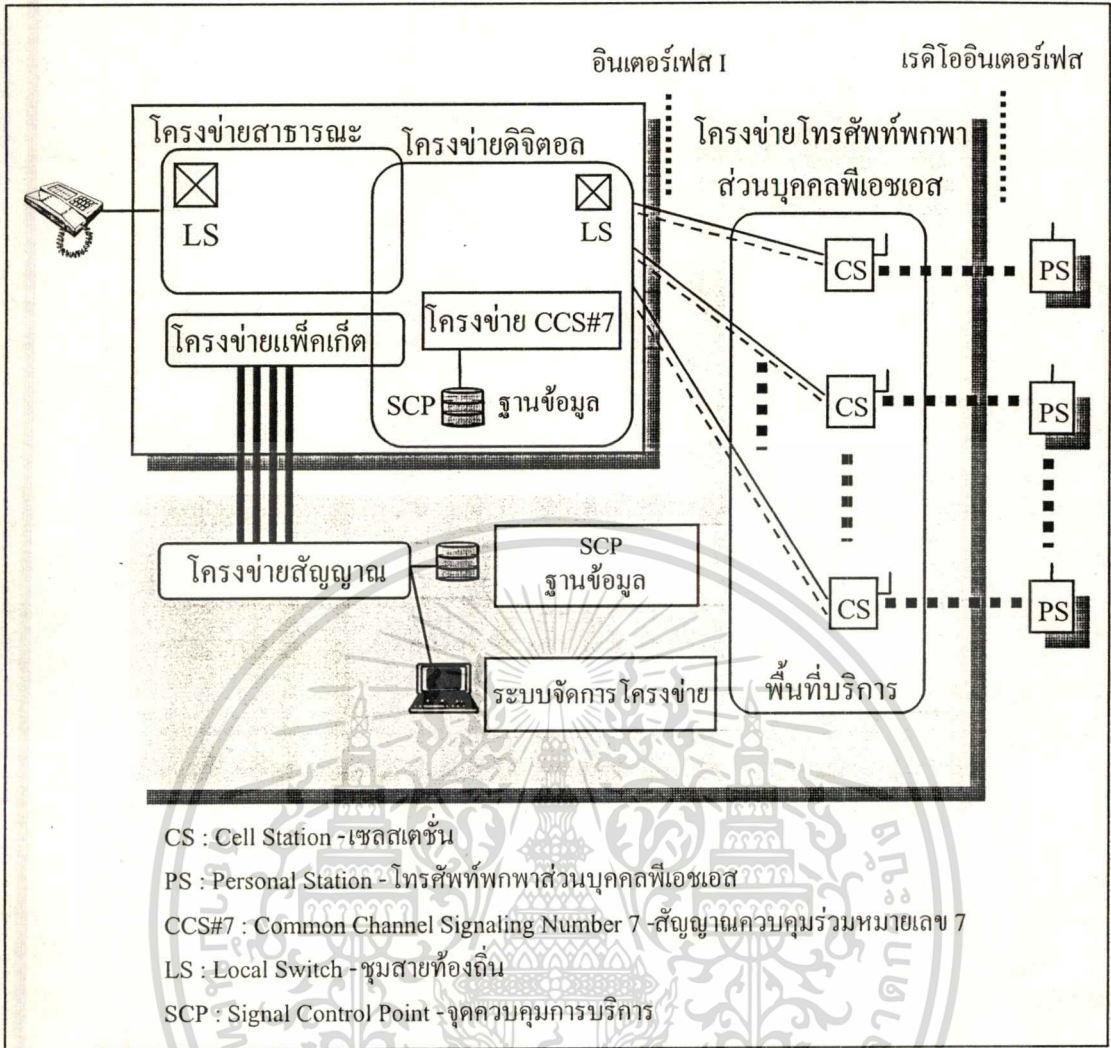 อินเตอร์เฟส I
เรดิโออินเตอร์เฟส
โครงข่ายสาธารณะ
โครงข่ายดิจิตอล
โครงข่ายโทรศัพท์พกพา
ส่วนบุคคลพีเอชเอส
LS
LS
CS
PS
โครงข่ายแพ็คเก็ต
โครงข่าย CCS#7
SCP
ฐานข้อมูล
CS
PS
โครงข่ายสัญญาณ
SCP
ฐานข้อมูล
CS
PS
ระบบจัดการโครงข่าย
พื้นที่บริการ
CS : Cell Station -เซลสเตชั่น
PS : Personal Station - โทรศัพท์พกพาส่วนบุคคลพีเอชเอส
CCS#7 : Common Channel Signaling Number 7 -สัญญาณควบคุมร่วมหมายเลข 7
LS : Local Switch - ชุมสายท้องถิ่น
SCP : Signal Control Point -จุดควบคุมการบริการ